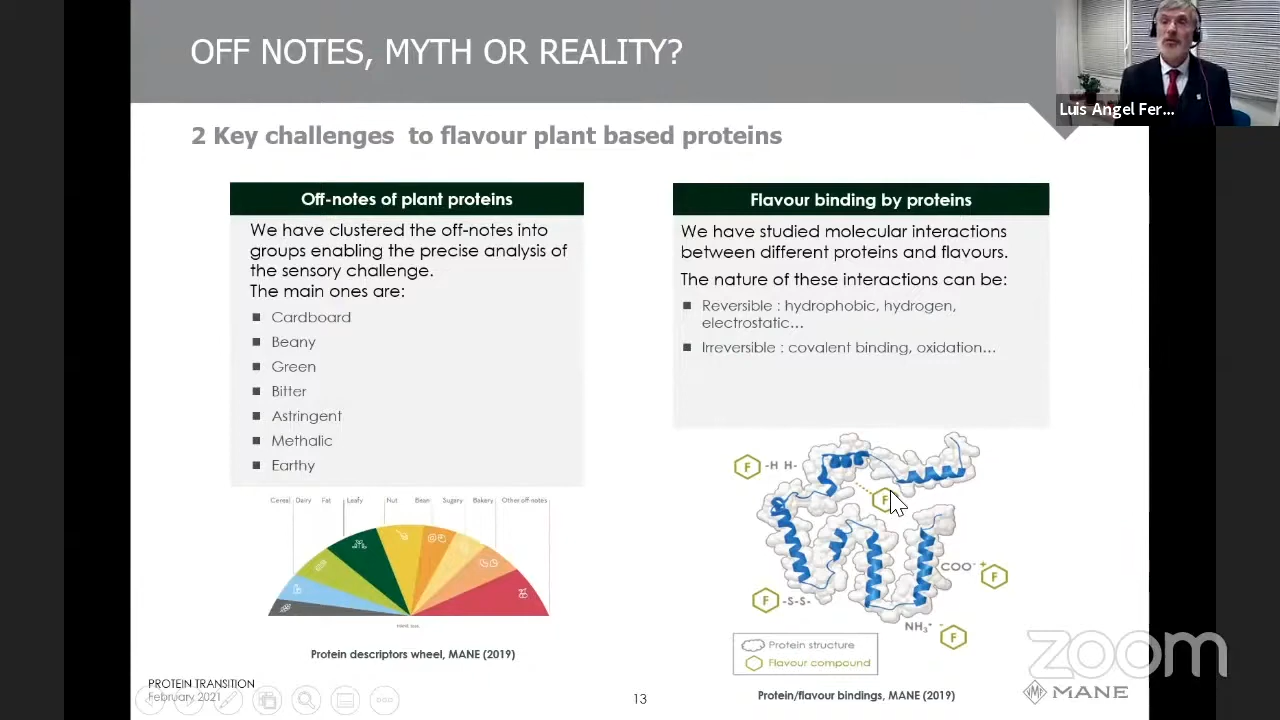 OFF NOTES, MYTH OR REALITY?
Luis Angel Fer...
2 Key challenges to flavour plant based proteins
Off-notes of plant proteins
We have clustered the off-notes into
groups enabling the precise analysis of
the sensory challenge.
The main ones are:
Cardboard
Beany
Green
Bitter
Astringent
Methalic
Earthy
Cereal Dairy Fat Leafy Nut Bean Sugary Bakery Other off-notes
Protein descriptors wheel, MANE (2019)
Flavour binding by proteins
We have studied molecular interactions
between different proteins and flavours.
The nature of these interactions can be:
Reversible : hydrophobic, hydrogen,
electrostatic...
Irreversible : covalent binding, oxidation...
F -H H-
F
COO⁻ + F
F -S-S-
NH₃⁺ - F
Protein structure
Flavour compound
Protein/flavour bindings, MANE (2019)
PROTEIN TRANSITION
February 2021
13
zoom
MANE